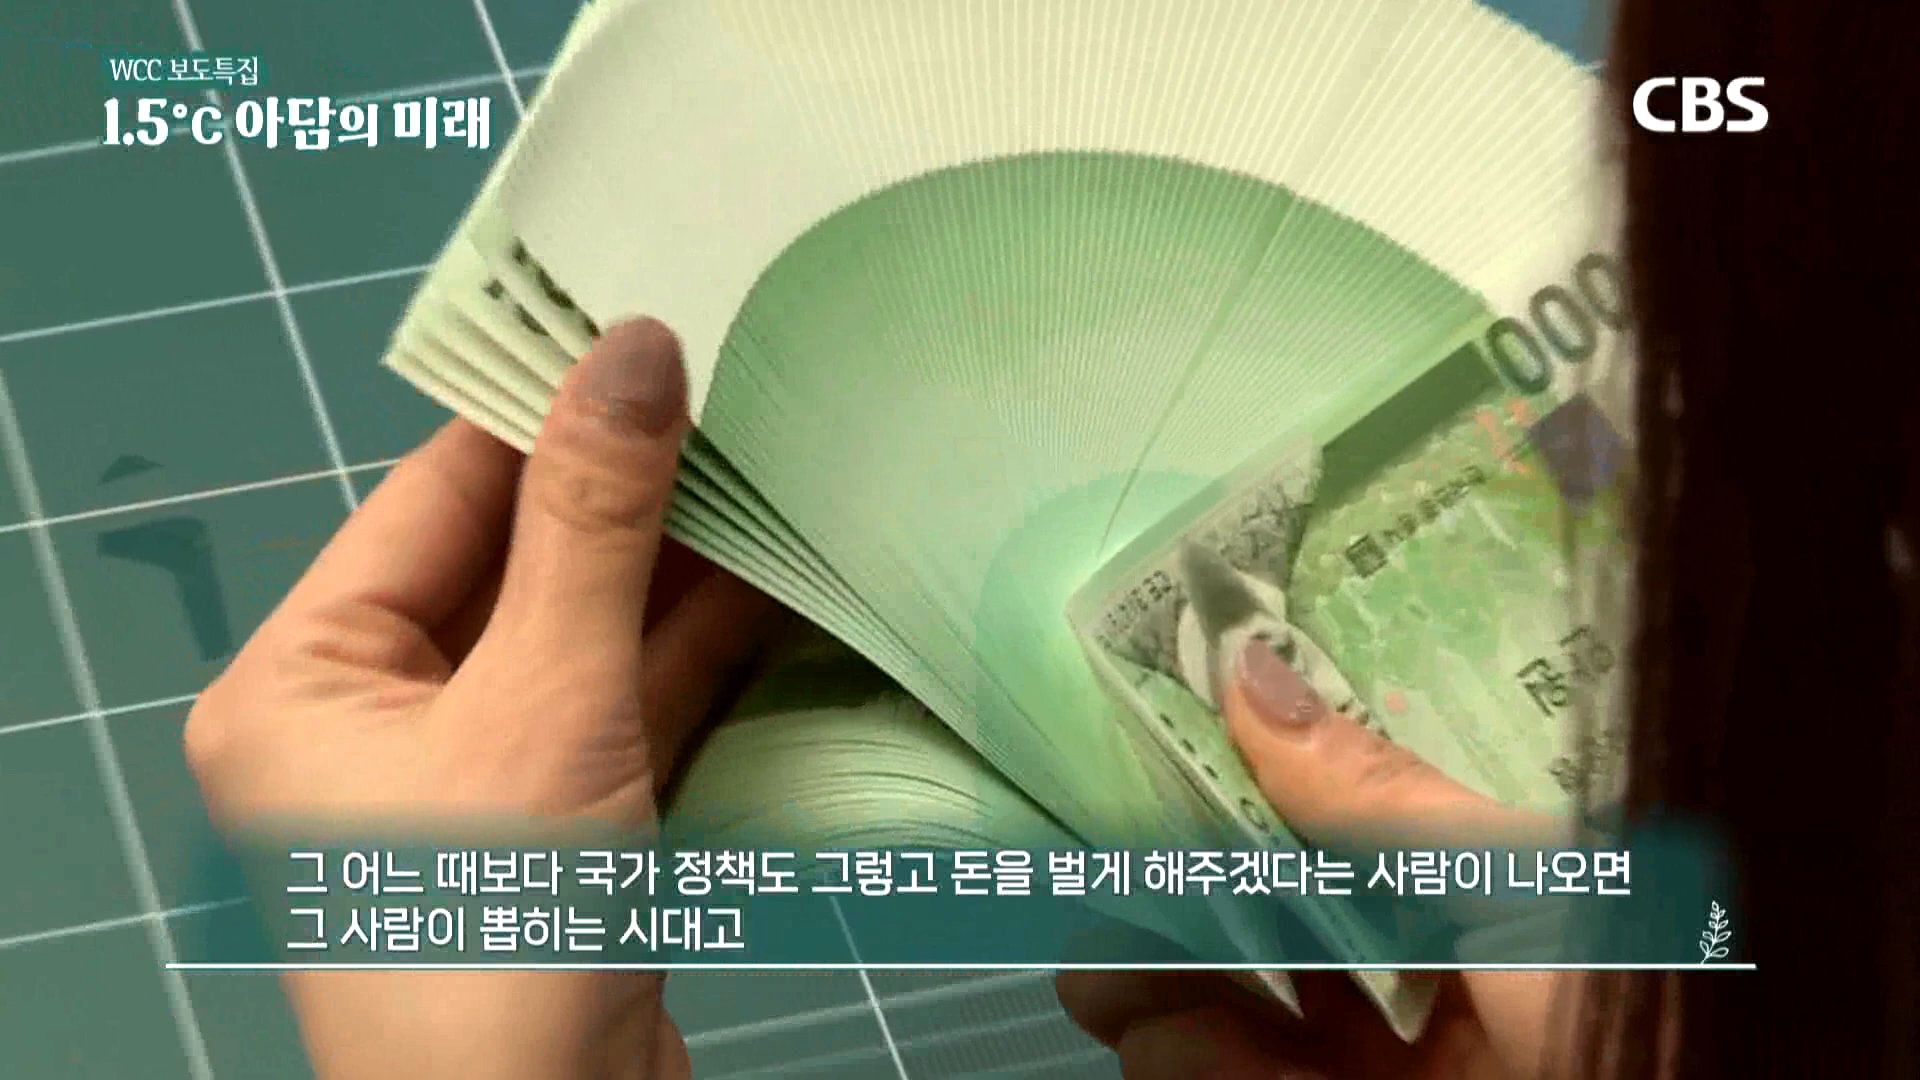 WCC 보도특집
1.5°C 아담의 미래
CBS
000
그 어느 때보다 국가 정책도 그렇고 돈을 벌게 해주겠다는 사람이 나오면
그 사람이 뽑히는 시대고